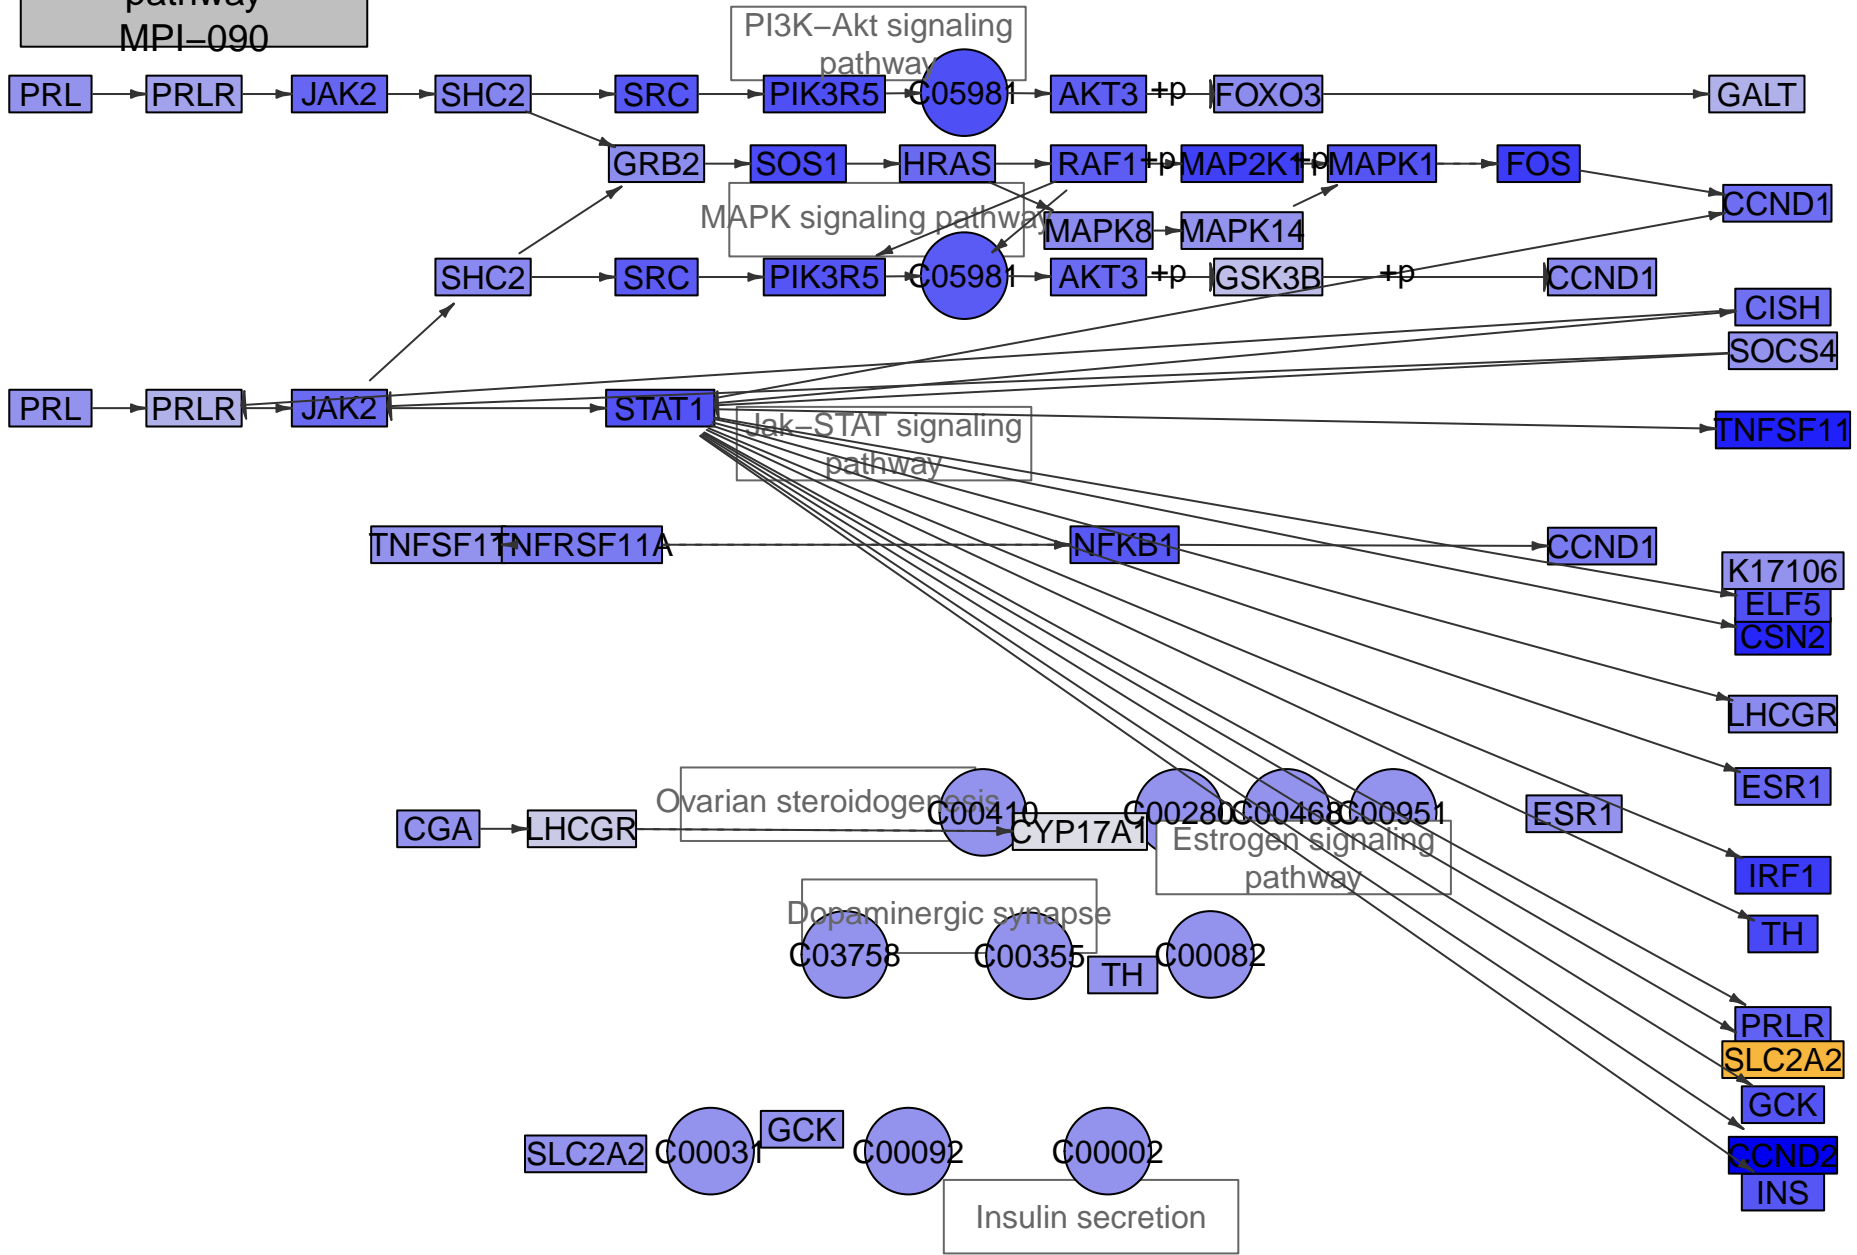 pathway
MPI−090
PI3K−Akt signaling
pathway
PRL
PRLR
JAK2
SHC2
SRC
PIK3R5
C05981
AKT3
+p
FOXO3
GALT
GRB2
SOS1
HRAS
RAF1
+p
MAP2K1
+p
MAPK1
FOS
CCND1
MAPK signaling pathway
MAPK8
MAPK14
SHC2
SRC
PIK3R5
C05981
AKT3
+p
GSK3B
+p
CCND1
CISH
SOCS4
PRL
PRLR
JAK2
STAT1
Jak−STAT signaling
pathway
TNFSF11
TNFSF11
TNFRSF11A
NFKB1
CCND1
K17106
ELF5
CSN2
LHCGR
ESR1
Ovarian steroidogenesis
C00410
C00280
C00468
C00951
ESR1
CGA
LHCGR
CYP17A1
Estrogen signaling
pathway
IRF1
Dopaminergic synapse
TH
C03758
C00355
TH
C00082
PRLR
SLC2A2
GCK
SLC2A2
C00031
GCK
C00092
C00002
CCND2
INS
Insulin secretion